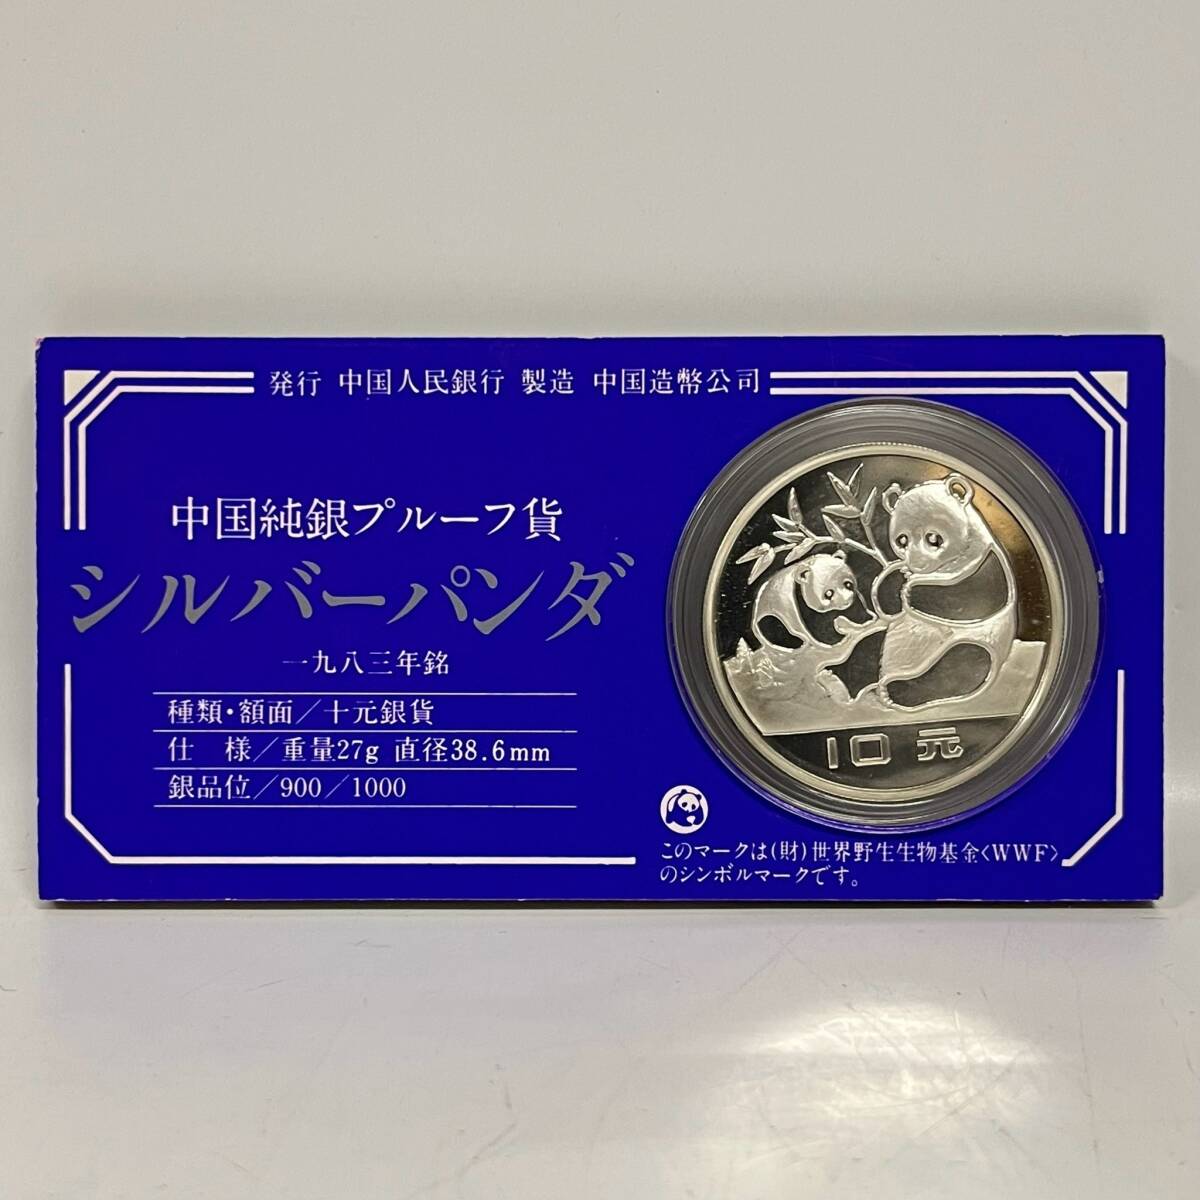 発行 中国人民銀行 製造 中国造幣公司
中国純銀プルーフ貨
シルバーパンダ
一九八三年銘
種類・額面／十元銀貨
仕 様／重量27g 直径38.6mm
銀品位／900／1000
10元
このマークは(財)世界野生生物基金〈WWF〉
のシンボルマークです。